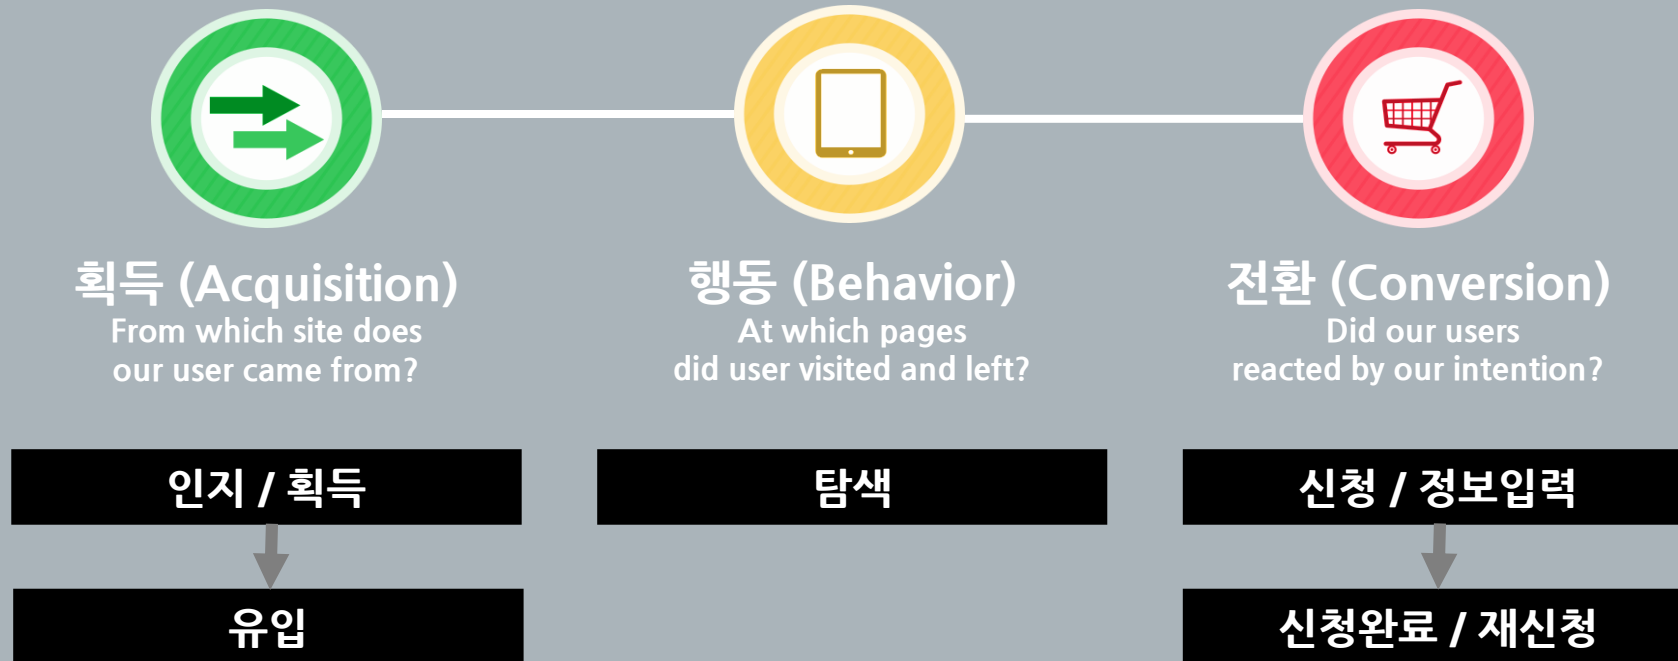 획득 (Acquisition)
From which site does
our user came from?
행동 (Behavior)
At which pages
did user visited and left?
전환 (Conversion)
Did our users
reacted by our intention?
인지 / 획득
탐색
신청 / 정보입력
유입
신청완료 / 재신청